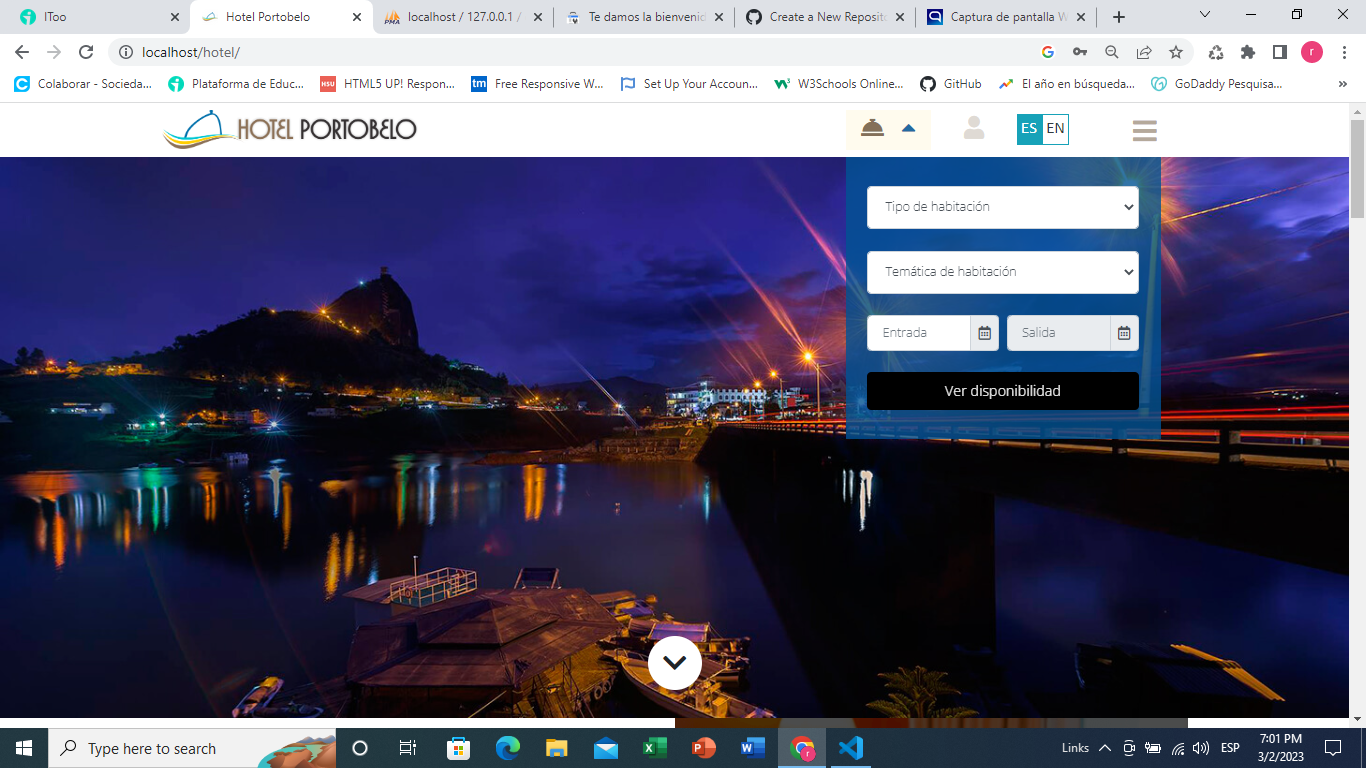 IToo
Hotel Portobelo
localhost / 127.0.0.1 /
Te damos la bienvenid
Create a New Reposito
Captura de pantalla W
localhost/hotel/
r
Colaborar - Socieda...
Plataforma de Educ...
HTML5 UP! Respon...
Free Responsive W...
Set Up Your Accoun...
W3Schools Online...
GitHub
El año en búsqueda...
GoDaddy Pesquisa...
»
HOTEL PORTOBELO
ES EN
Tipo de habitación
Temática de habitación
Entrada
Salida
Ver disponibilidad
Type here to search
Links
ESP
7:01 PM
3/2/2023